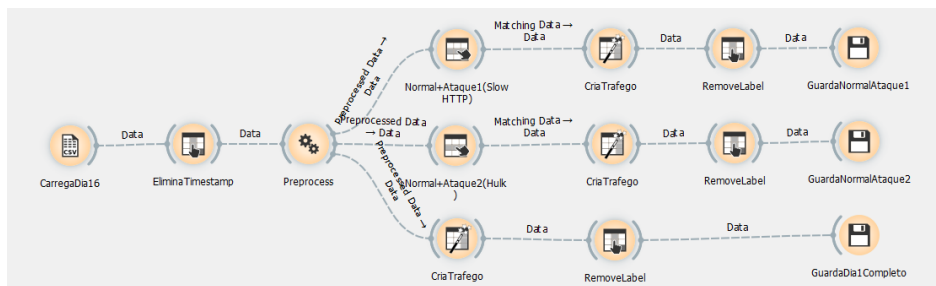 Matching Data → Data
Data
Data
Preprocessed Data → Data
Normal+Ataque1(Slow HTTP)
CriaTrafego
RemoveLabel
GuardaNormalAtaque1
Data
Data
Preprocessed Data → Data
Matching Data → Data
Data
Data
CarregaDia16
EliminaTimestamp
Preprocess
Normal+Ataque2(Hulk)
CriaTrafego
RemoveLabel
GuardaNormalAtaque2
Preprocessed Data → Data
Data
Data
CriaTrafego
RemoveLabel
GuardaDia1Completo
CSV